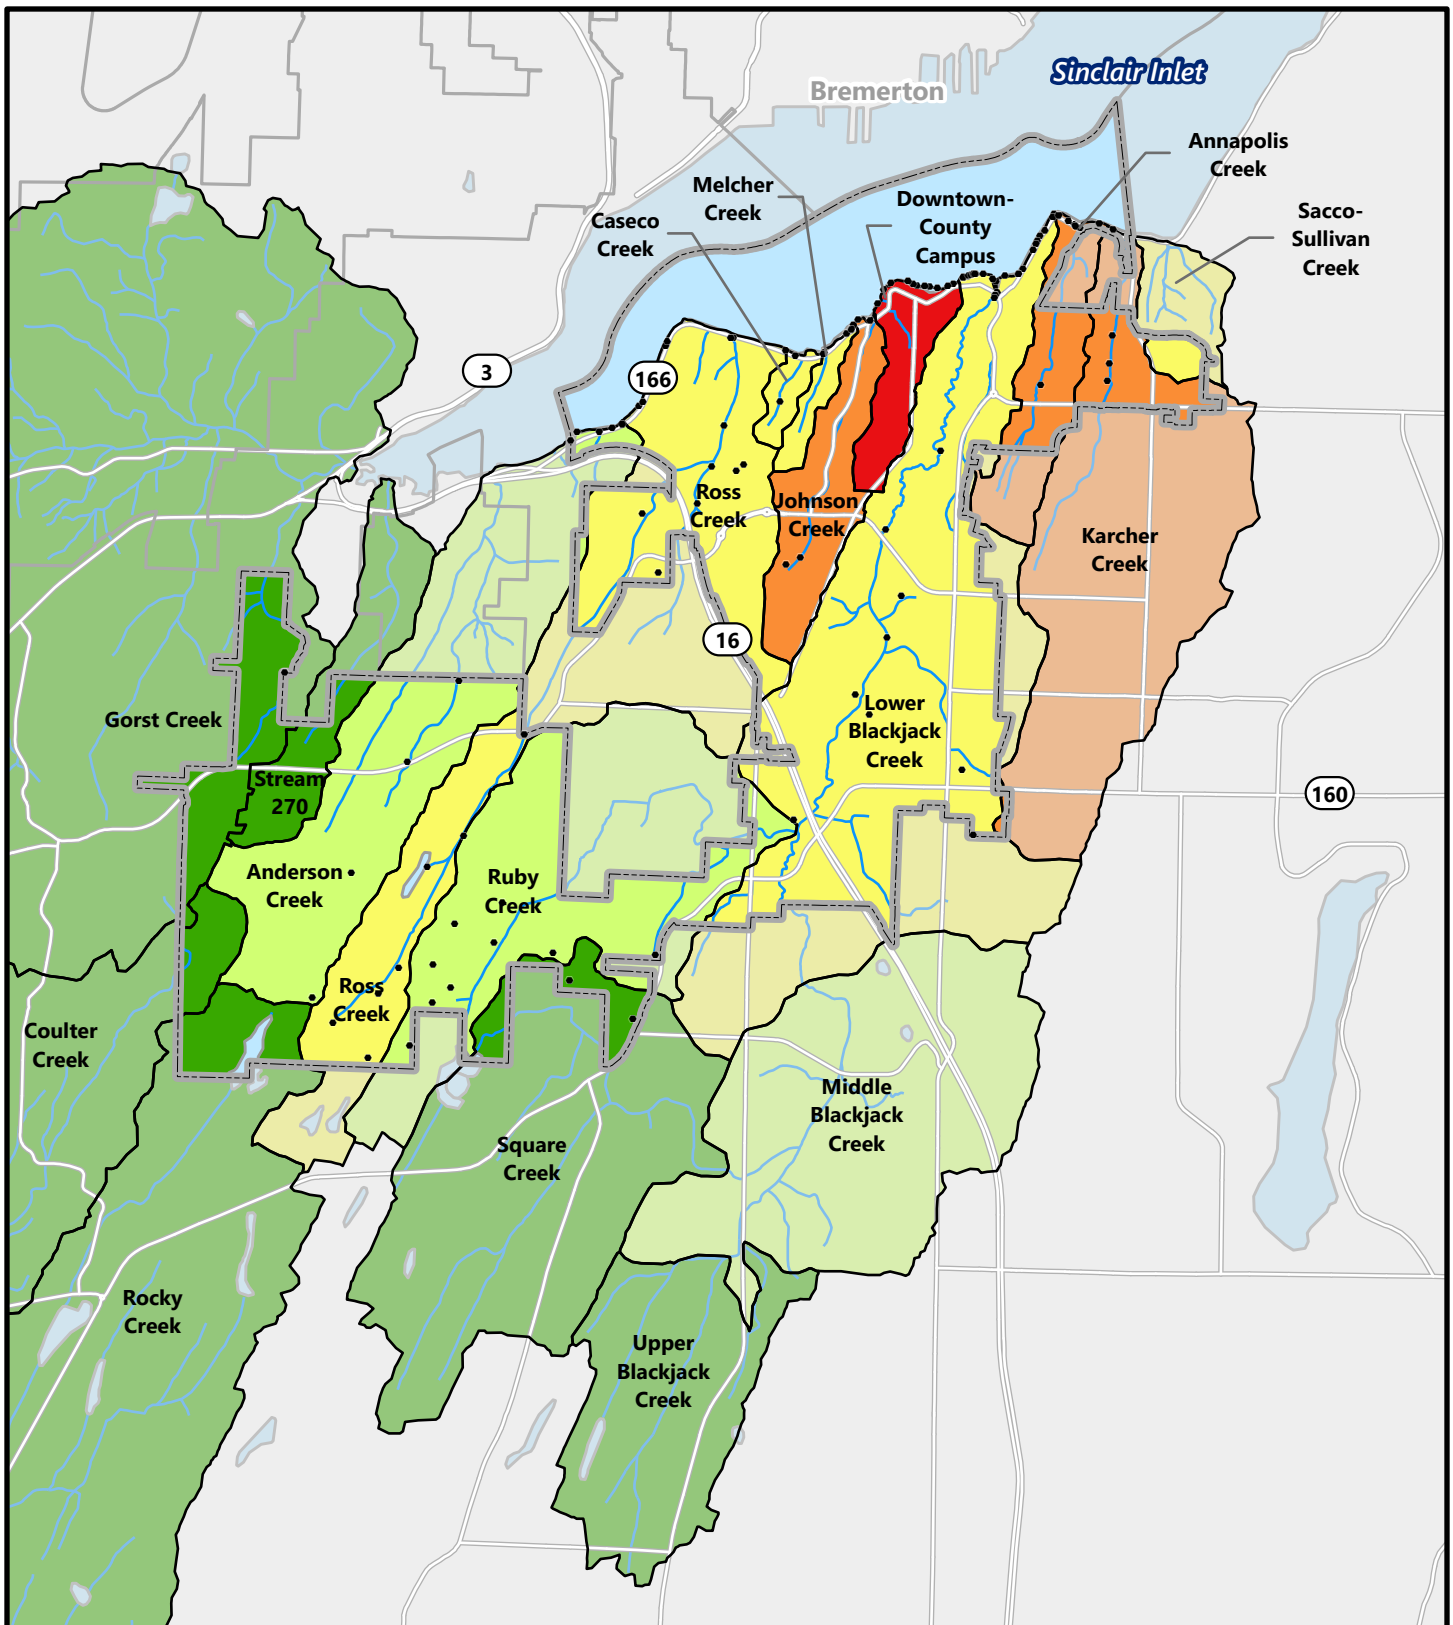 Sinclair Inlet
Bremerton
Annapolis
Creek
Melcher
Creek
Downtown-
County
Campus
Sacco-
Sullivan
Creek
Caseco
Creek
3
166
Ross
Creek
Johnson
Creek
Karcher
Creek
16
Gorst Creek
Lower
Blackjack
Creek
Stream
270
160
Anderson
Creek
Ruby
Creek
Ross
Creek
Coulter
Creek
Middle
Blackjack
Creek
Square
Creek
Rocky
Creek
Upper
Blackjack
Creek